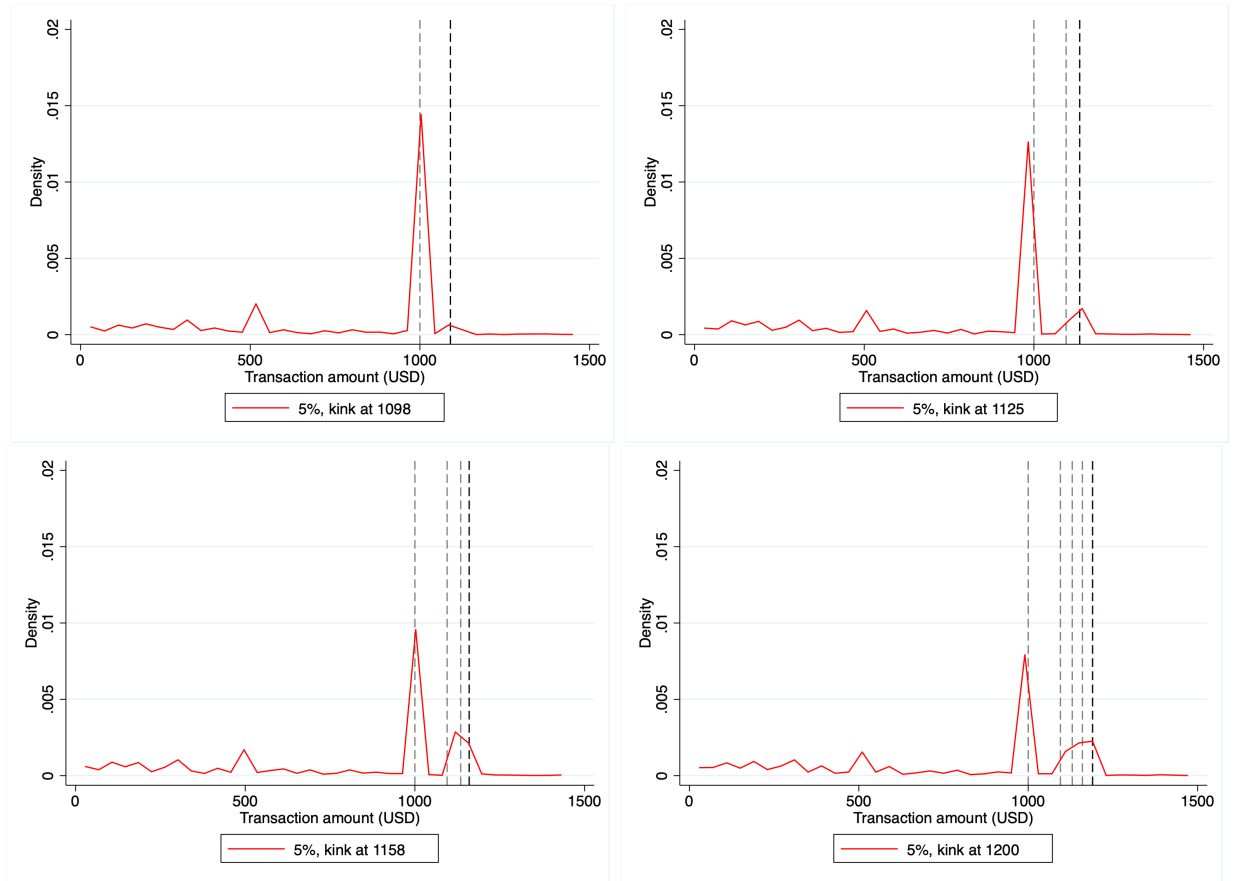 .02
.015
.01
.005
0
Density
0 500 1000 1500
Transaction amount (USD)
5%, kink at 1098
.02
.015
.01
.005
0
Density
0 500 1000 1500
Transaction amount (USD)
5%, kink at 1125
.02
.015
.01
.005
0
Density
0 500 1000 1500
Transaction amount (USD)
5%, kink at 1158
.02
.015
.01
.005
0
Density
0 500 1000 1500
Transaction amount (USD)
5%, kink at 1200